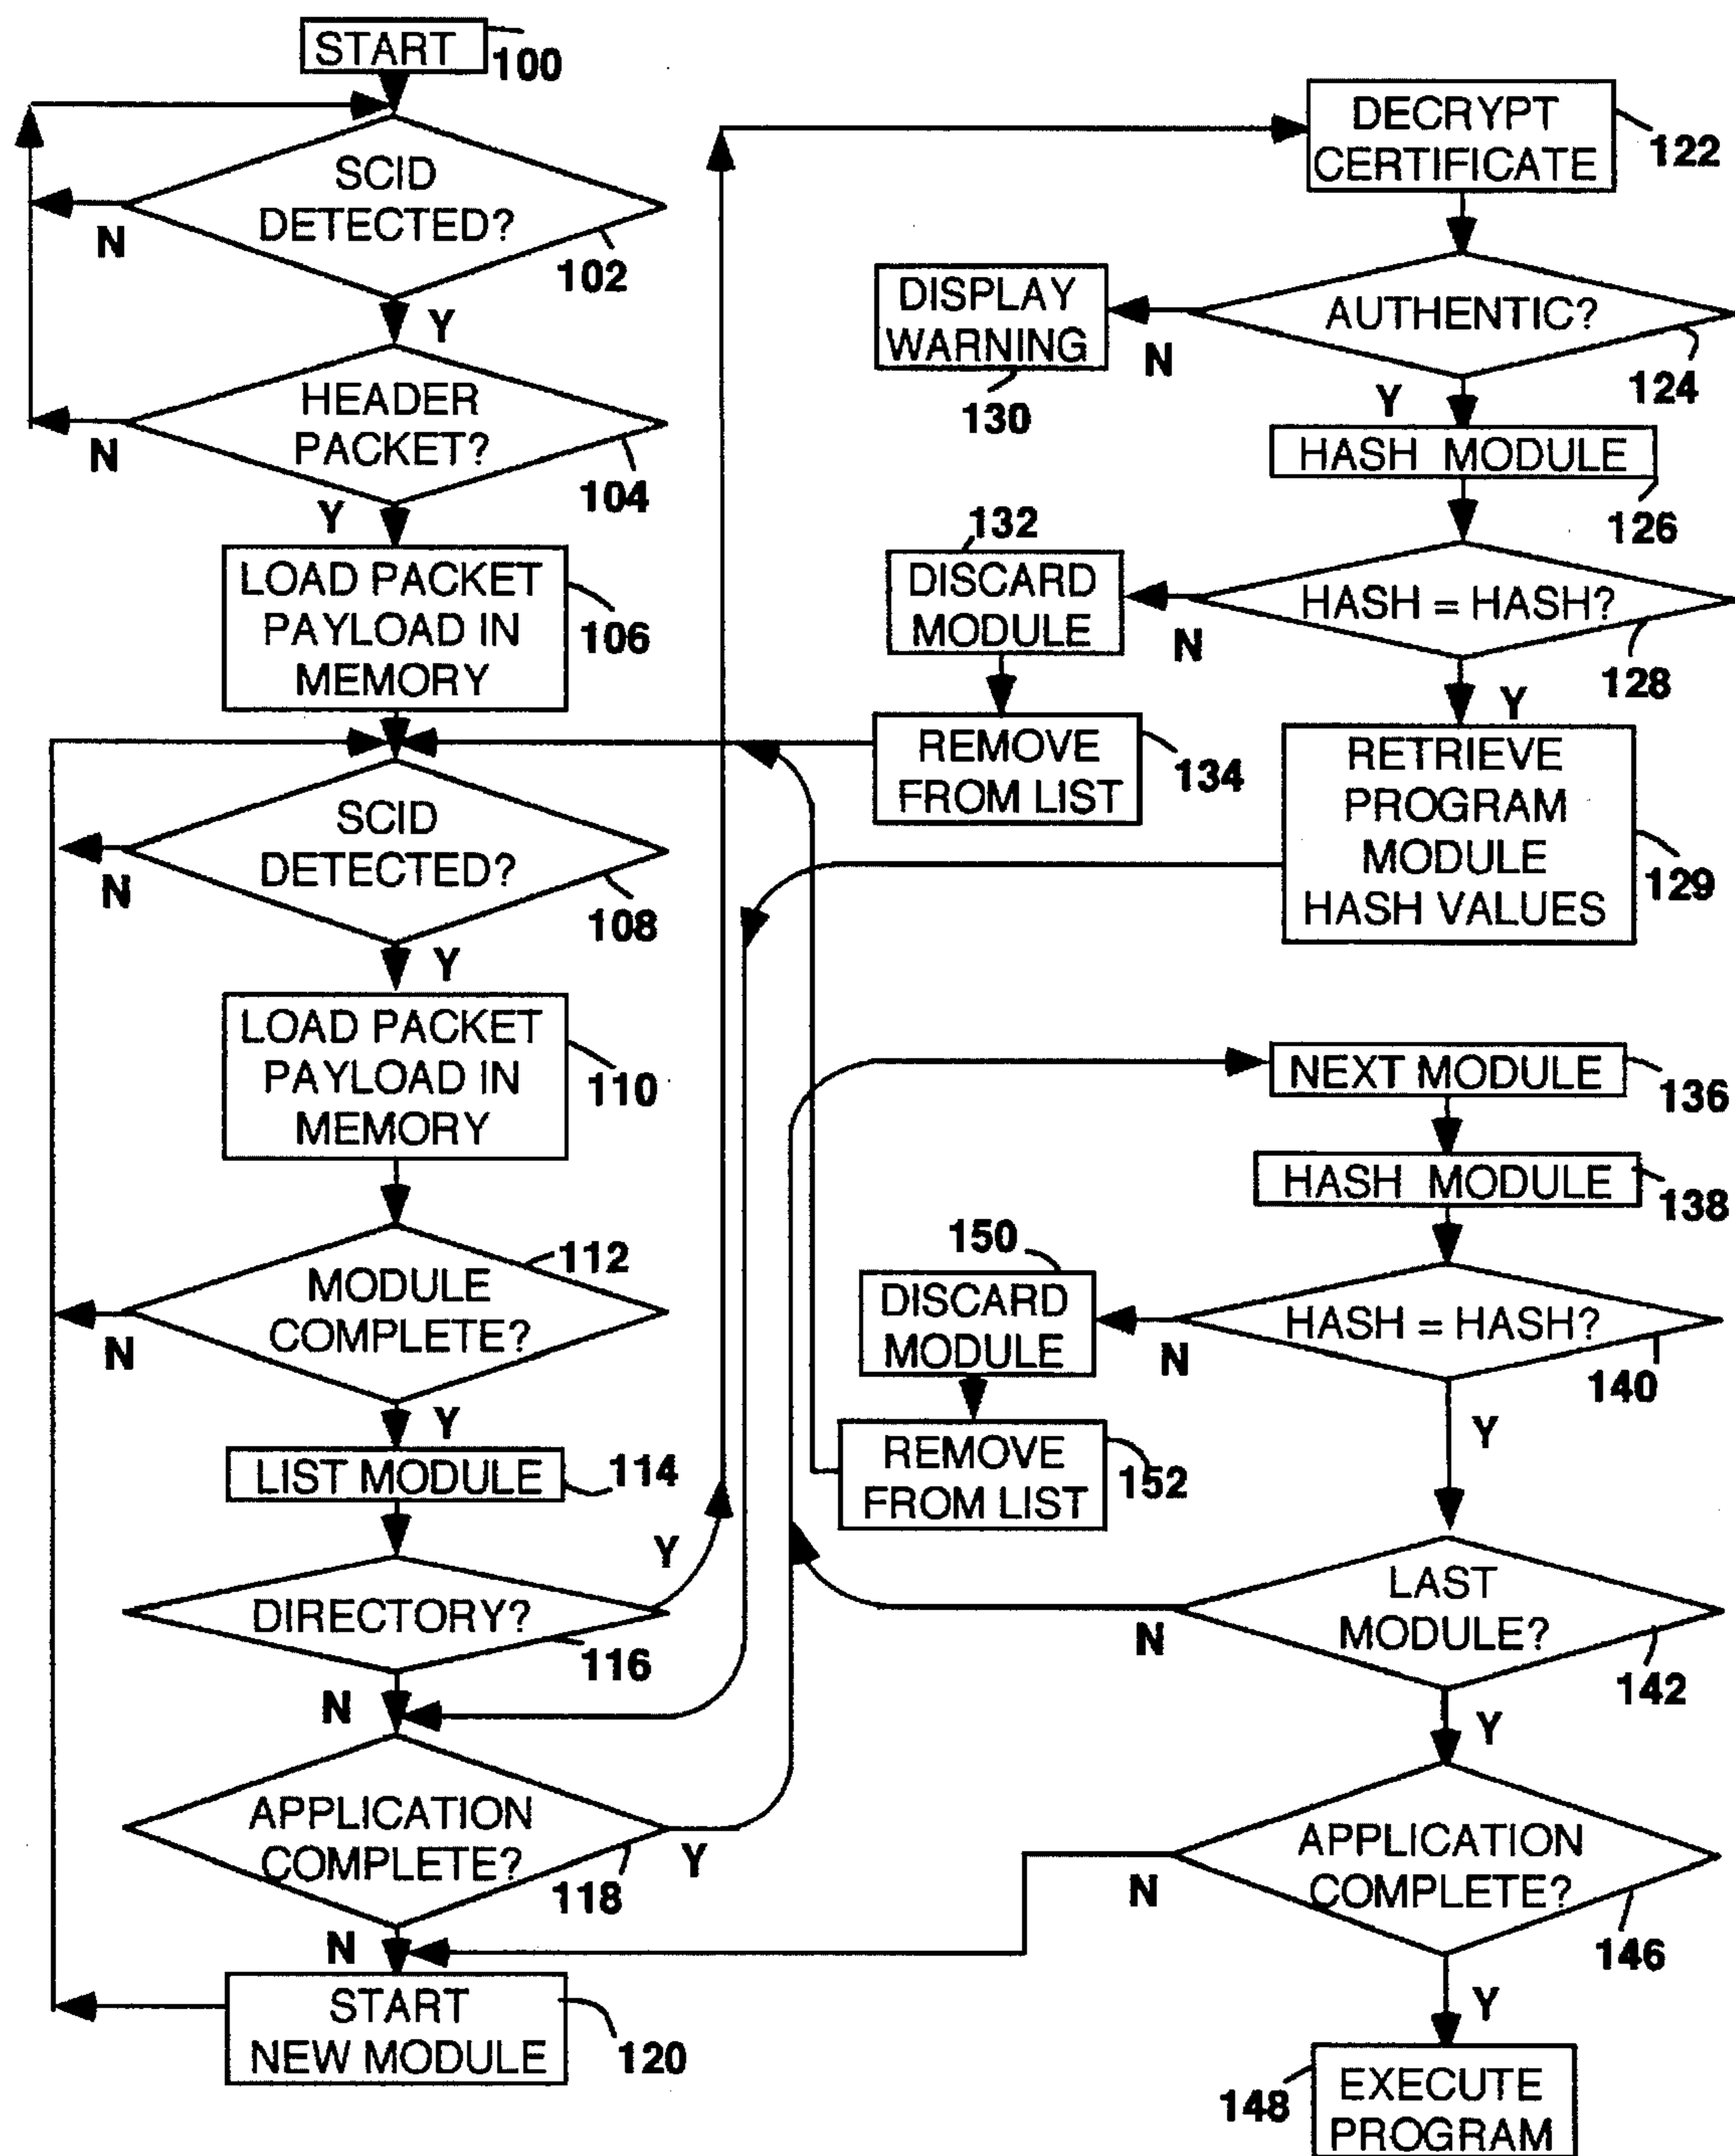 START
100
SCID
DETECTED?
102
N
Y
HEADER
PACKET?
104
N
Y
LOAD PACKET
PAYLOAD IN
MEMORY
106
SCID
DETECTED?
108
N
Y
LOAD PACKET
PAYLOAD IN
MEMORY
110
MODULE
COMPLETE?
112
N
Y
LIST MODULE
114
DIRECTORY?
116
Y
N
APPLICATION
COMPLETE?
118
Y
N
START
NEW MODULE
120
DECRYPT
CERTIFICATE
122
AUTHENTIC?
124
N
Y
DISPLAY
WARNING
130
HASH MODULE
126
HASH = HASH?
128
N
Y
132
DISCARD
MODULE
REMOVE
FROM LIST
134
RETRIEVE
PROGRAM
MODULE
HASH VALUES
129
NEXT MODULE
136
HASH MODULE
138
HASH = HASH?
140
N
Y
150
DISCARD
MODULE
REMOVE
FROM LIST
152
LAST
MODULE?
142
N
Y
APPLICATION
COMPLETE?
146
N
Y
EXECUTE
PROGRAM
148